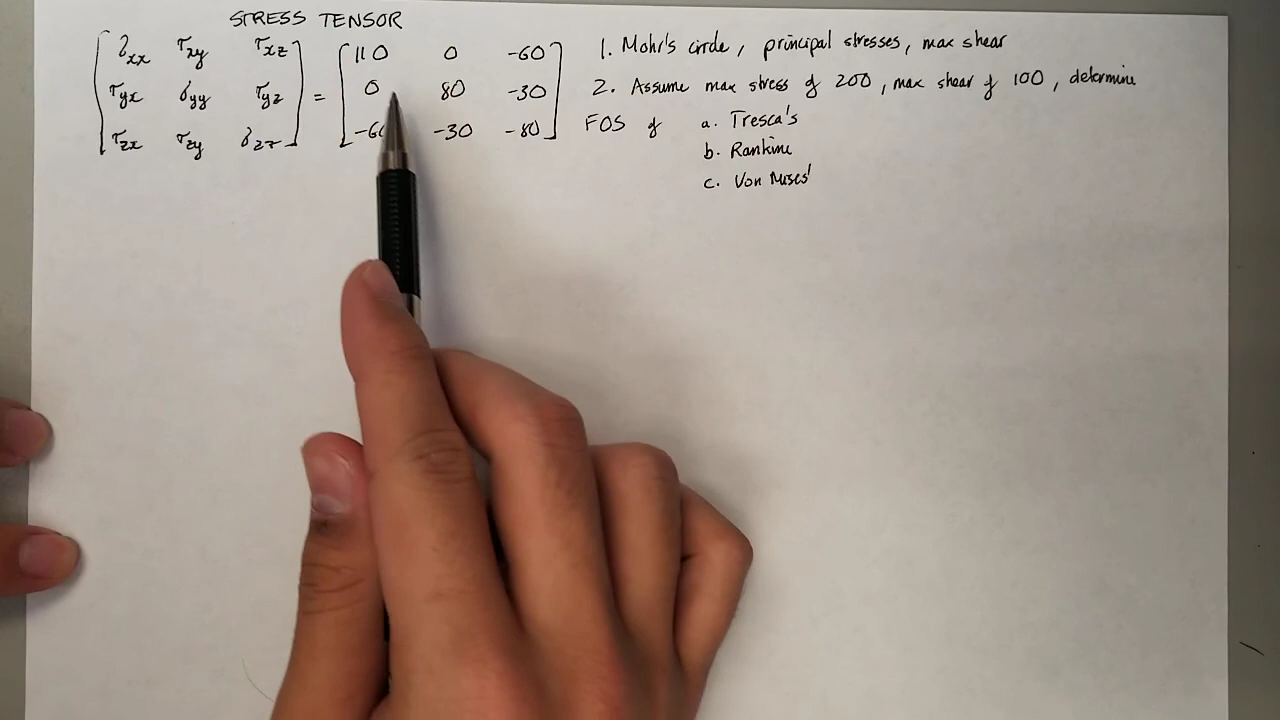 STRESS TENSOR
σxx τxy τxz = 110 0 -60
τyx σyy τyz 0 80 -30
τzx τzy σzz -60 -30 -80
1. Mohr's circle, principal stresses, max shear
2. Assume max stress of 200, max shear of 100, determine
FOS of a. Tresca's
b. Rankine
c. Von Mises'